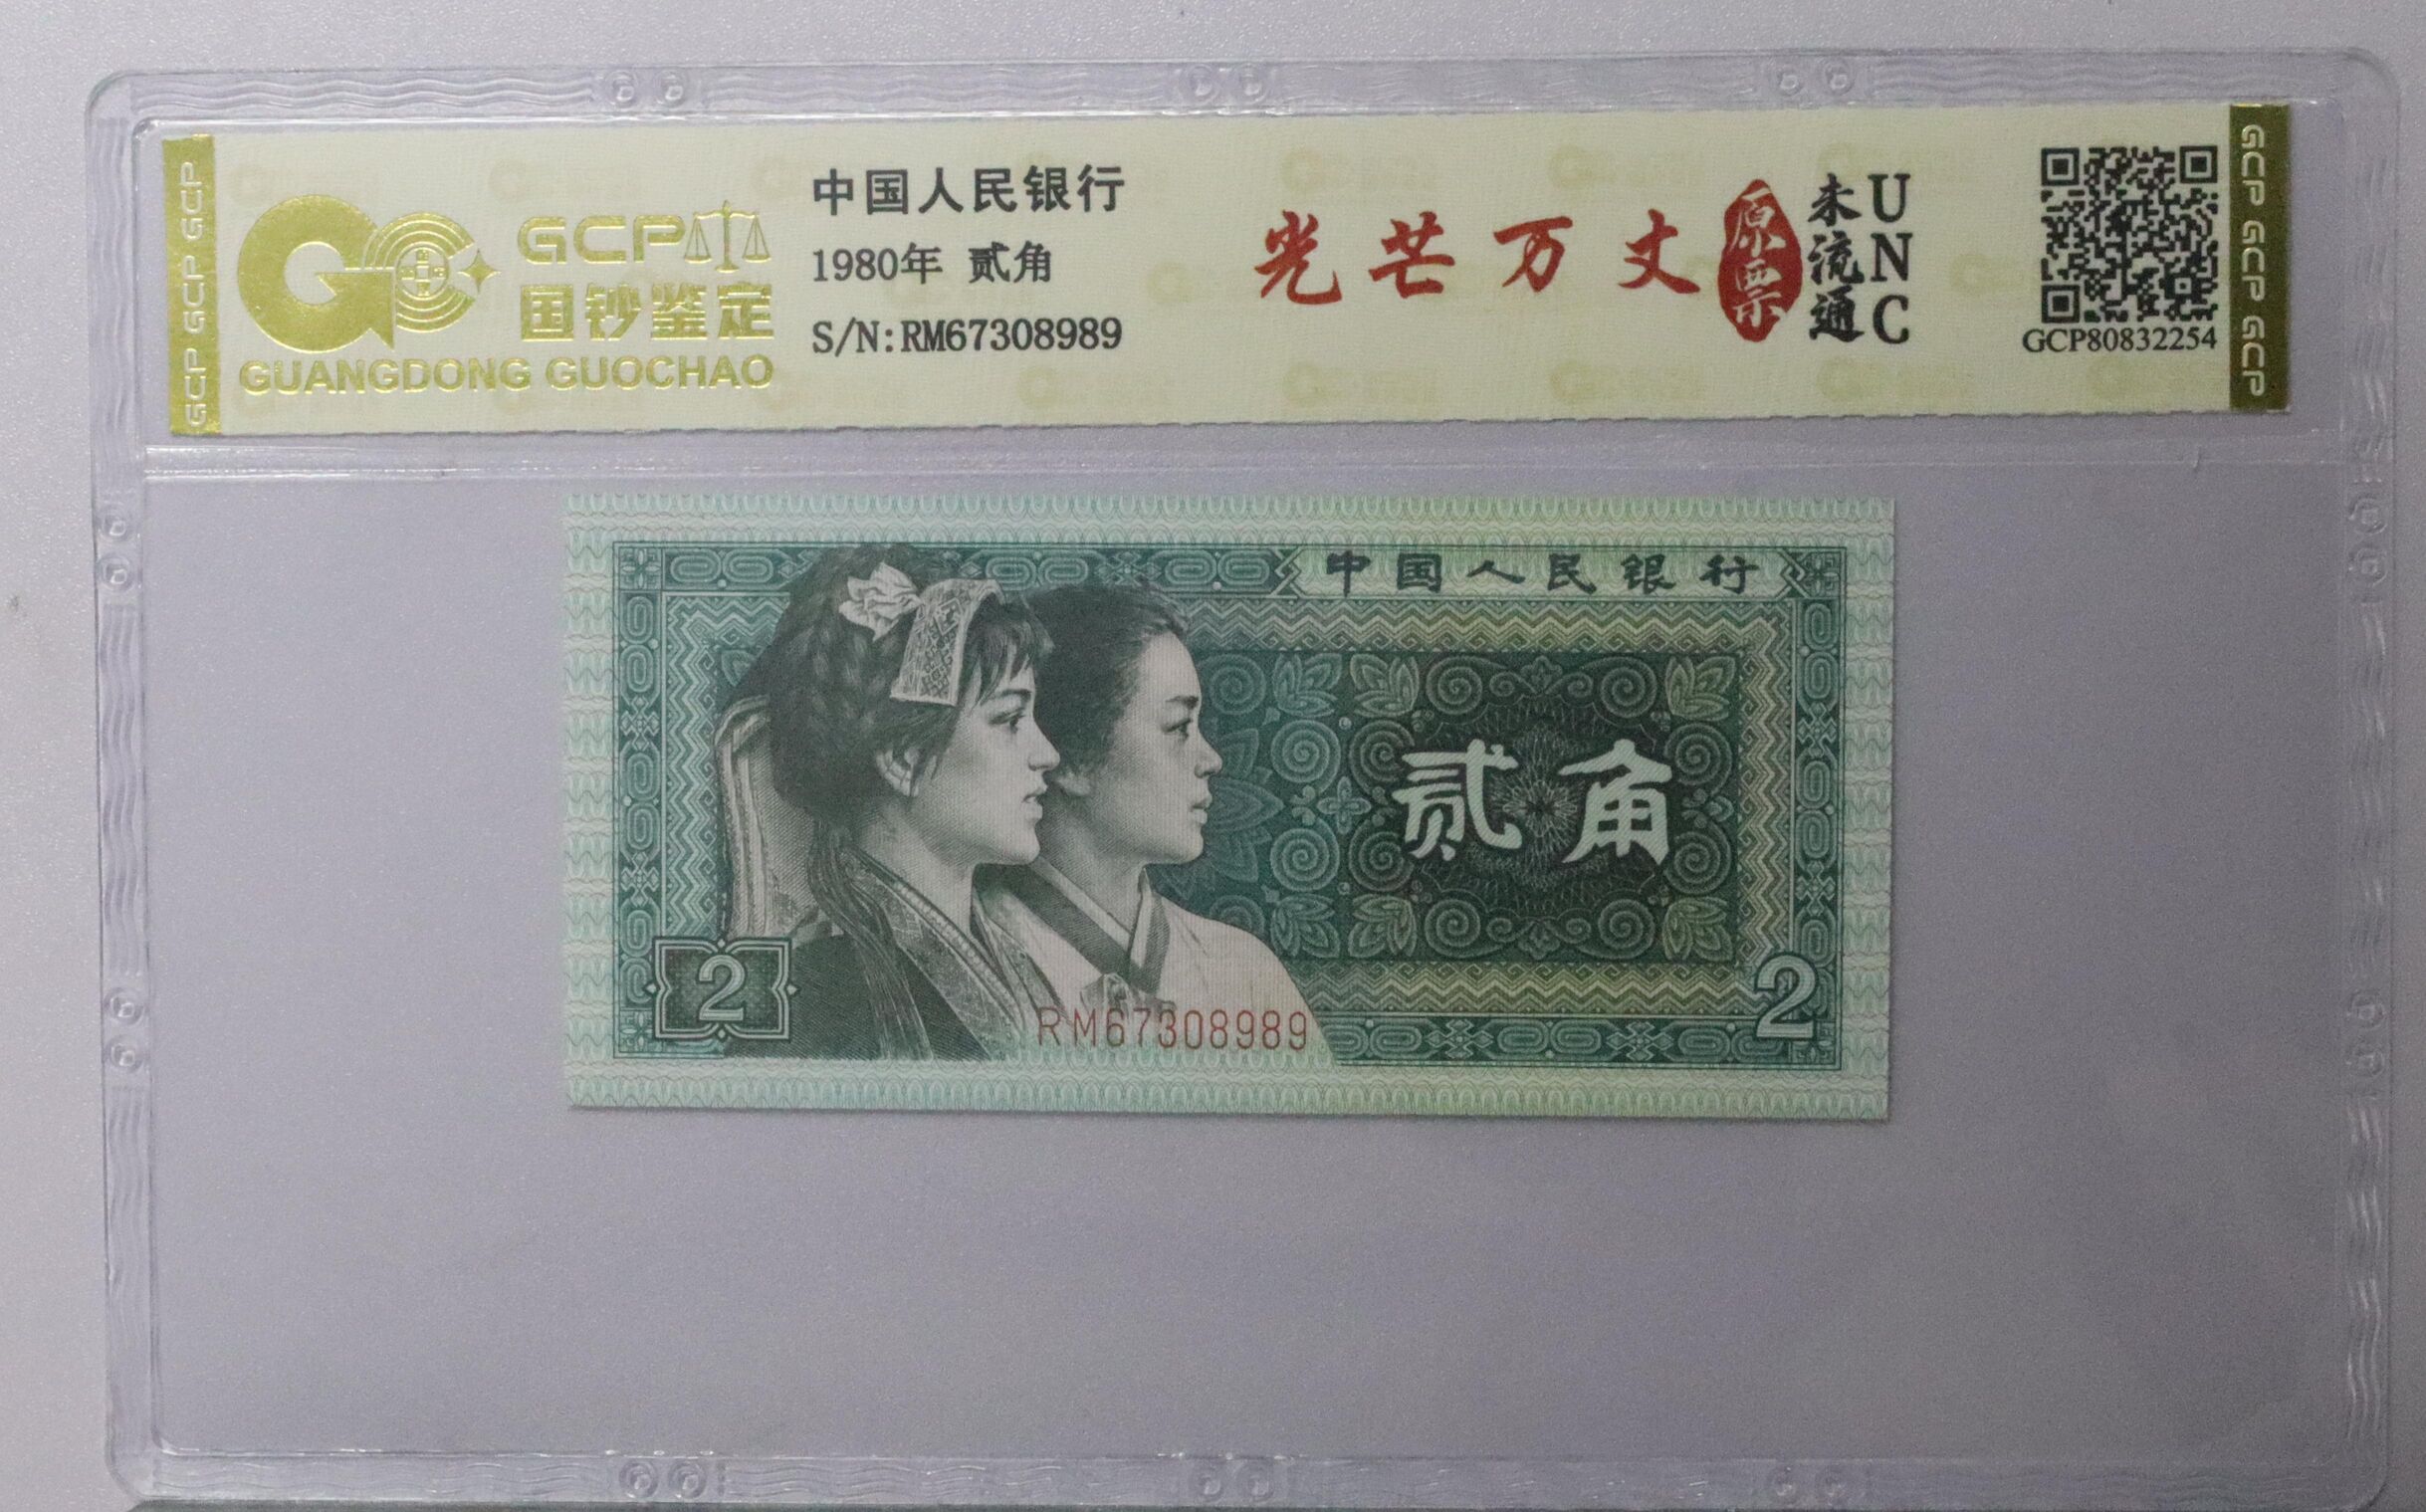 GCP GCP GCP
GCP
国钞鉴定
GUANGDONG GUOCHAO
中国人民银行
1980年 贰角
S/N:RM67308989
光芒万丈
原票
未流通
UNC
GCP80832254
GCP GCP GCP
中国人民银行
贰角
2
2
RM67308989